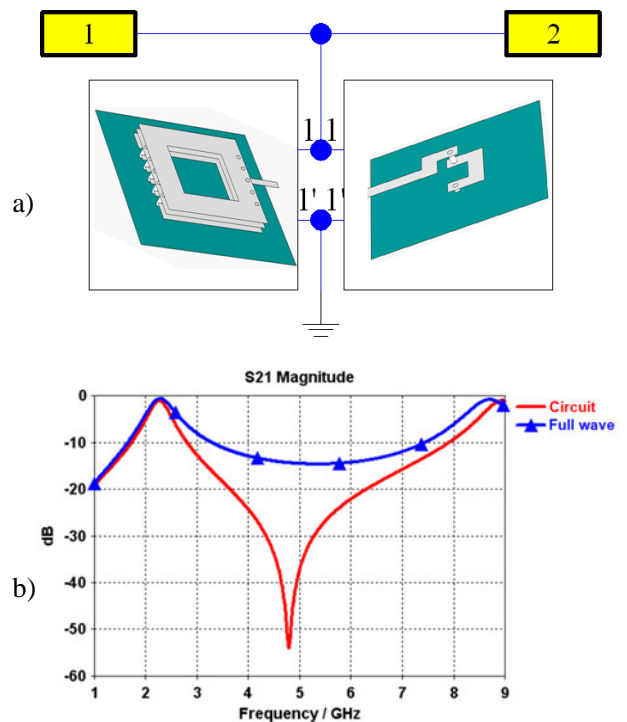 1 2
1 1
1' 1'
a)
S21 Magnitude
0
-10
-20
-30
-40
-50
-60
dB
Circuit
Full wave
b)
1 2 3 4 5 6 7 8 9
Frequency / GHz